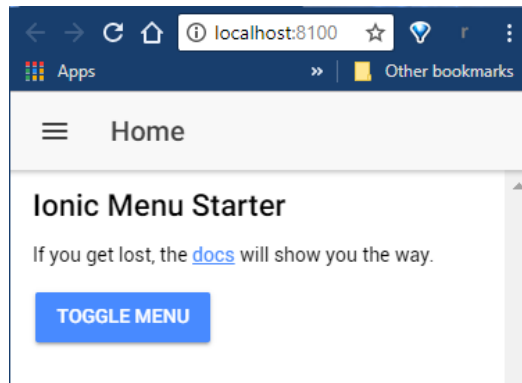 localhost:8100 r
Apps » Other bookmarks
Home
Ionic Menu Starter
If you get lost, the docs will show you the way.
TOGGLE MENU